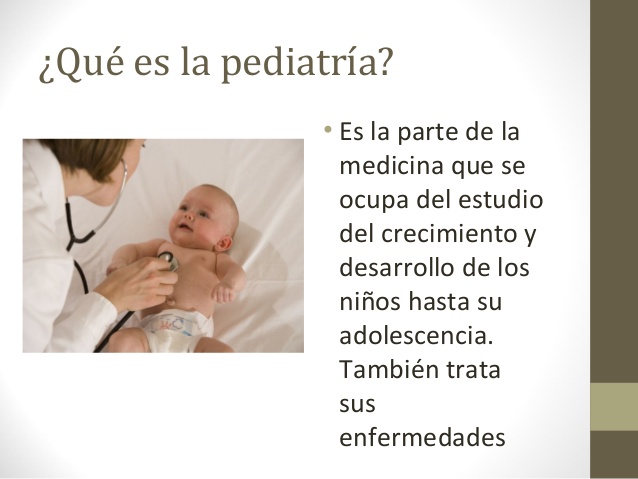 ¿Qué es la pediatría?
• Es la parte de la
medicina que se
ocupa del estudio
del crecimiento y
desarrollo de los
niños hasta su
adolescencia.
También trata
sus
enfermedades